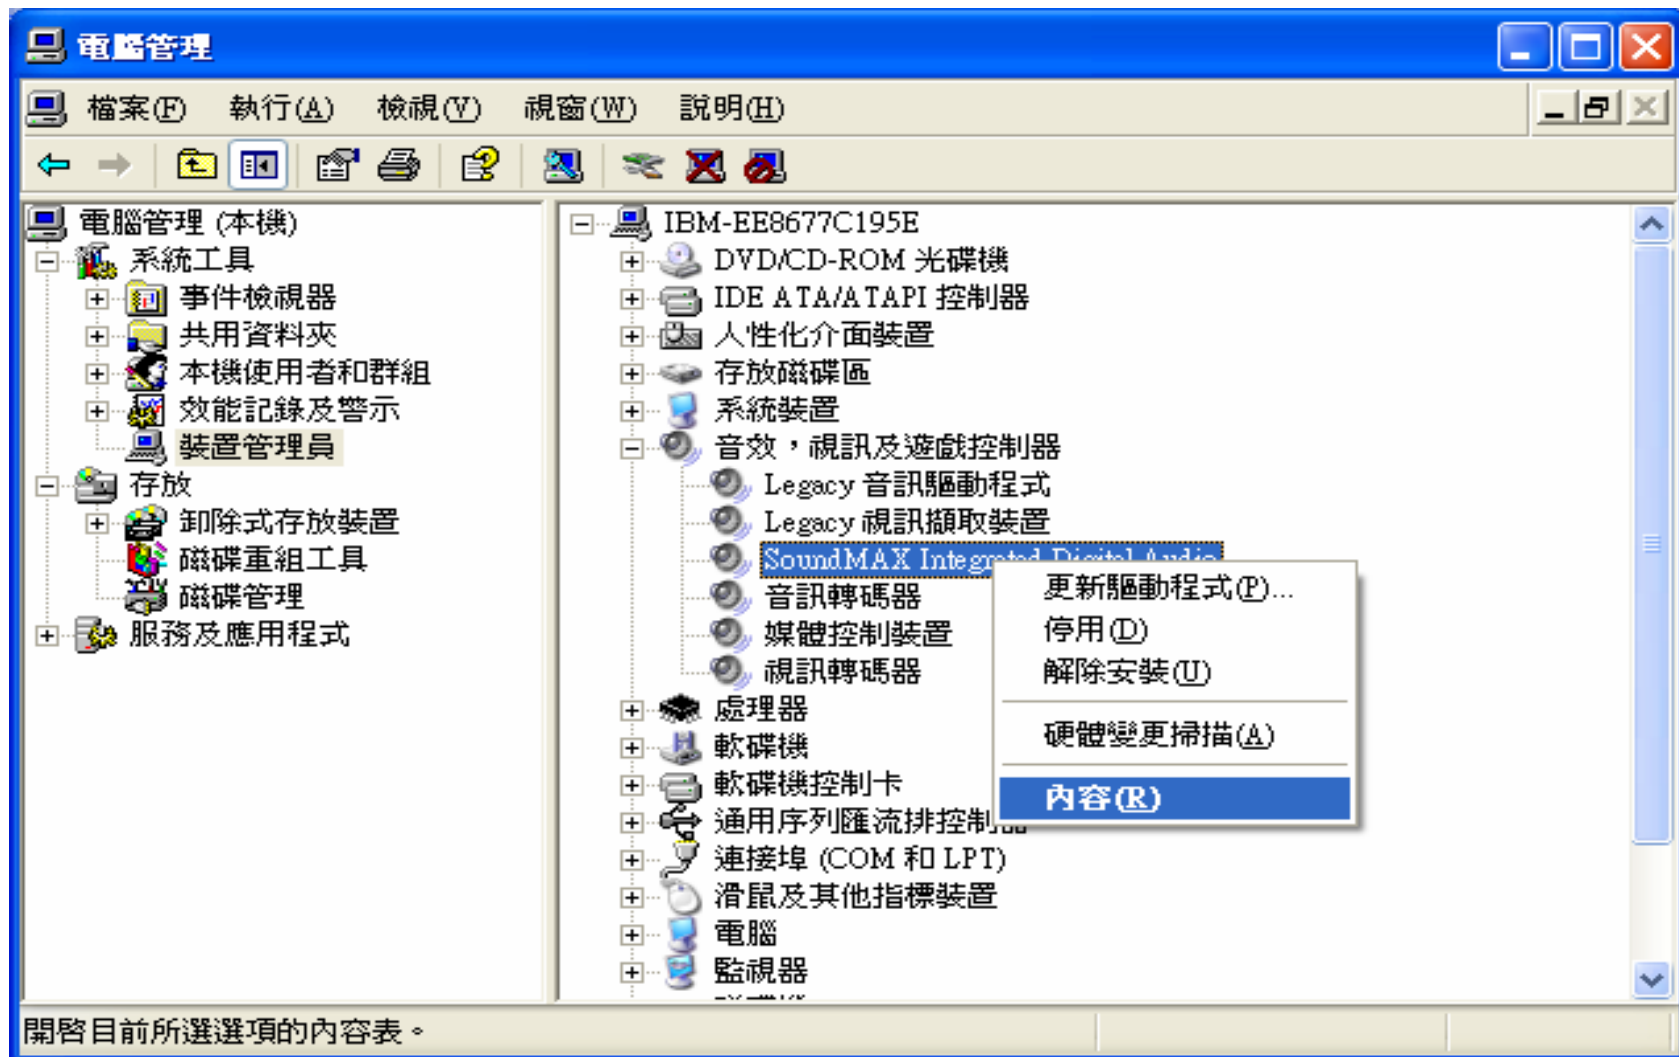 電腦管理
檔案(F) 執行(A) 檢視(V) 視窗(W) 說明(H)
電腦管理 (本機)
系統工具
事件檢視器
共用資料夾
本機使用者和群組
效能記錄及警示
裝置管理員
存放
卸除式存放裝置
磁碟重組工具
磁碟管理
服務及應用程式
IBM-EE8677C195E
DVD/CD-ROM 光碟機
IDE ATA/ATAPI 控制器
人性化介面裝置
存放磁碟區
系統裝置
音效，視訊及遊戲控制器
Legacy 音訊驅動程式
Legacy 視訊擷取裝置
SoundMAX Integrated Digital Audio
音訊轉碼器
媒體控制裝置
視訊轉碼器
處理器
軟碟機
軟碟機控制卡
通用序列匯流排控制器
連接埠 (COM 和 LPT)
滑鼠及其他指標裝置
電腦
監視器
更新驅動程式(P)...
停用(D)
解除安裝(U)
硬體變更掃描(A)
內容(R)
開啓目前所選選項的內容表。